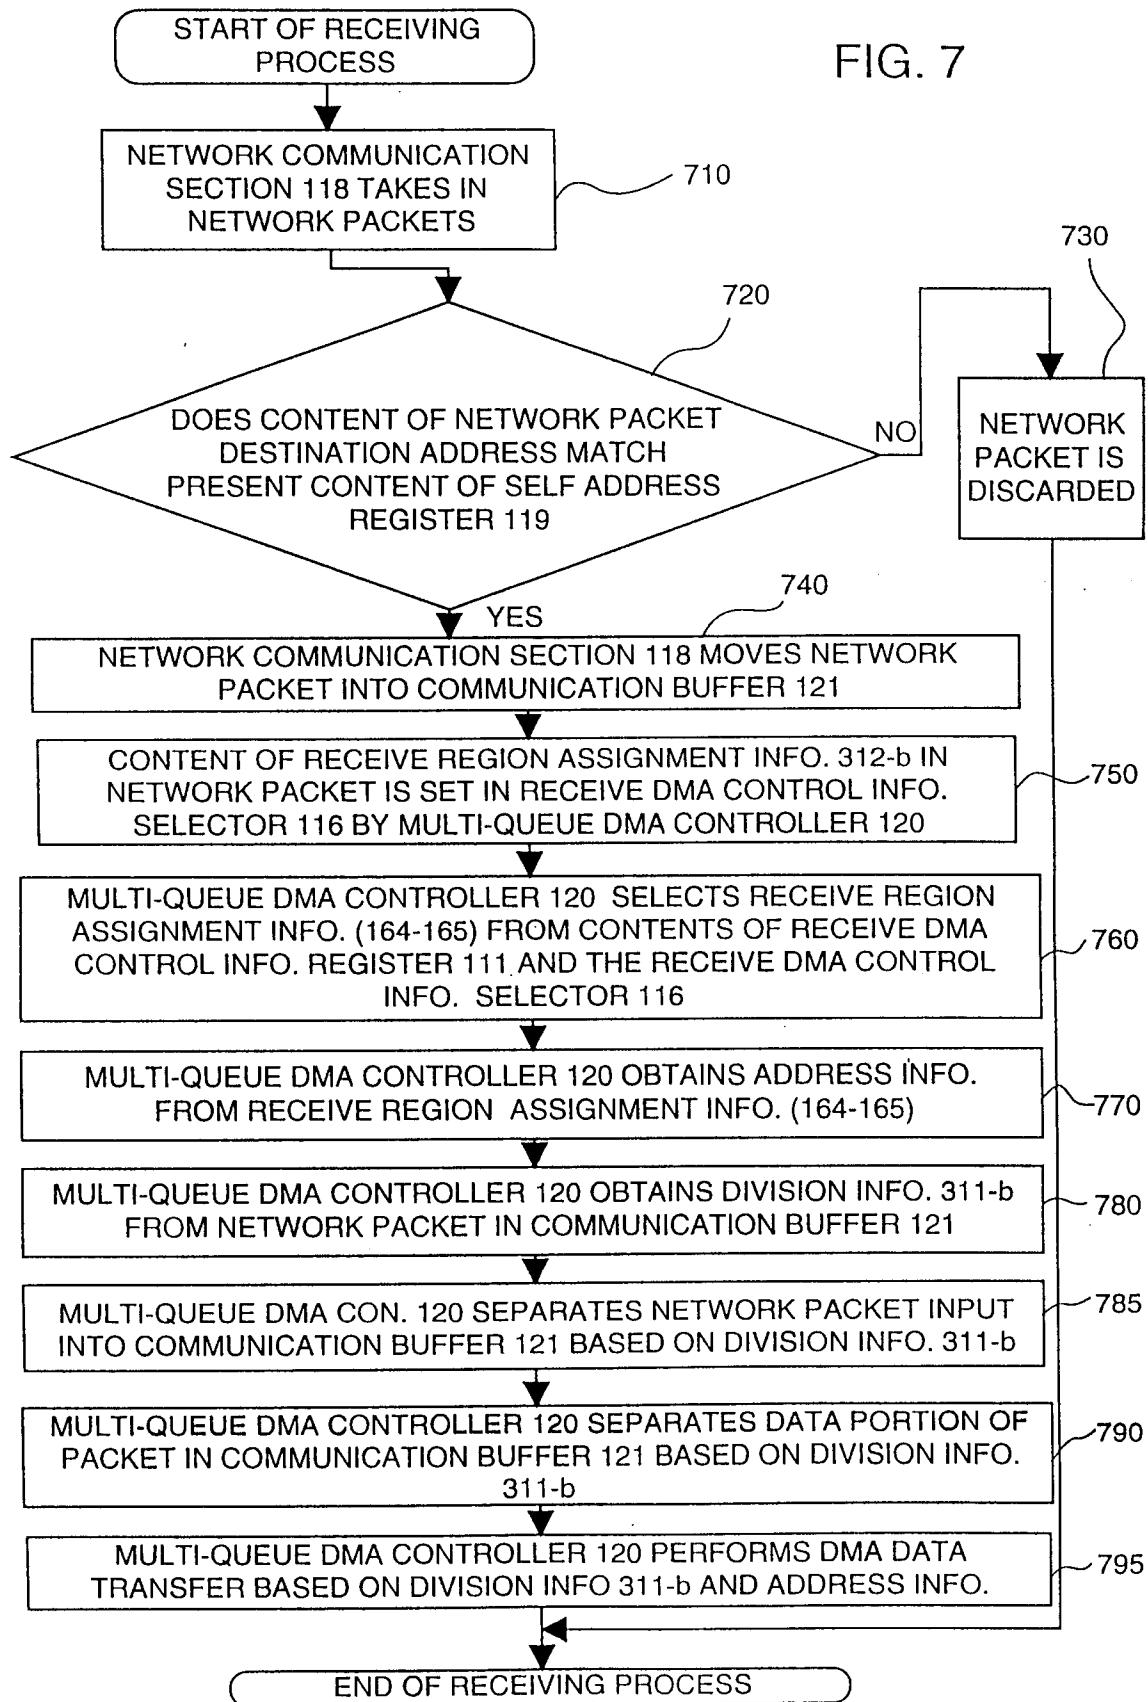 START OF RECEIVING
PROCESS
FIG. 7
NETWORK COMMUNICATION
SECTION 118 TAKES IN
NETWORK PACKETS
710
730
720
DOES CONTENT OF NETWORK PACKET
DESTINATION ADDRESS MATCH
PRESENT CONTENT OF SELF ADDRESS
REGISTER 119
NO
NETWORK
PACKET IS
DISCARDED
740
YES
NETWORK COMMUNICATION SECTION 118 MOVES NETWORK
PACKET INTO COMMUNICATION BUFFER 121
CONTENT OF RECEIVE REGION ASSIGNMENT INFO. 312-b IN
NETWORK PACKET IS SET IN RECEIVE DMA CONTROL INFO.
SELECTOR 116 BY MULTI-QUEUE DMA CONTROLLER 120
750
MULTI-QUEUE DMA CONTROLLER 120 SELECTS RECEIVE REGION
ASSIGNMENT INFO. (164-165) FROM CONTENTS OF RECEIVE DMA
CONTROL INFO. REGISTER 111 AND THE RECEIVE DMA CONTROL
INFO. SELECTOR 116
760
MULTI-QUEUE DMA CONTROLLER 120 OBTAINS ADDRESS INFO.
FROM RECEIVE REGION ASSIGNMENT INFO. (164-165)
770
MULTI-QUEUE DMA CONTROLLER 120 OBTAINS DIVISION INFO. 311-b
FROM NETWORK PACKET IN COMMUNICATION BUFFER 121
780
MULTI-QUEUE DMA CON. 120 SEPARATES NETWORK PACKET INPUT
INTO COMMUNICATION BUFFER 121 BASED ON DIVISION INFO. 311-b
785
MULTI-QUEUE DMA CONTROLLER 120 SEPARATES DATA PORTION OF
PACKET IN COMMUNICATION BUFFER 121 BASED ON DIVISION INFO.
311-b
790
MULTI-QUEUE DMA CONTROLLER 120 PERFORMS DMA DATA
TRANSFER BASED ON DIVISION INFO 311-b AND ADDRESS INFO.
795
END OF RECEIVING PROCESS